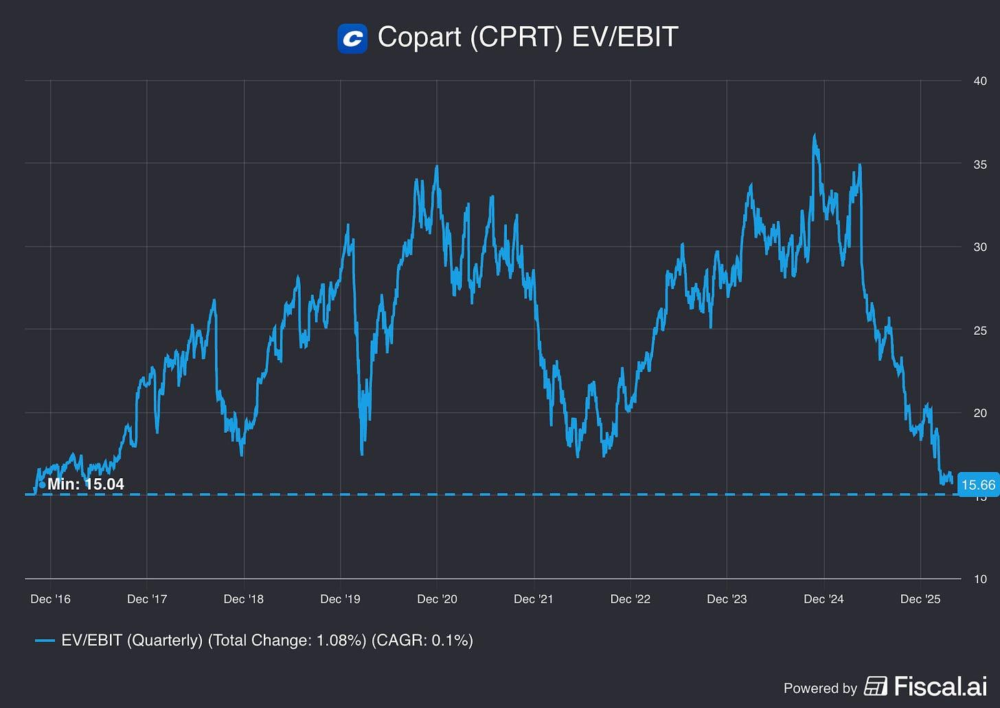 Copart (CPRT) EV/EBIT
40
35
30
25
20
Min: 15.04
15.66
15
10
Dec '16 Dec '17 Dec '18 Dec '19 Dec '20 Dec '21 Dec '22 Dec '23 Dec '24 Dec '25
EV/EBIT (Quarterly) (Total Change: 1.08%) (CAGR: 0.1%)
Powered by Fiscal.ai